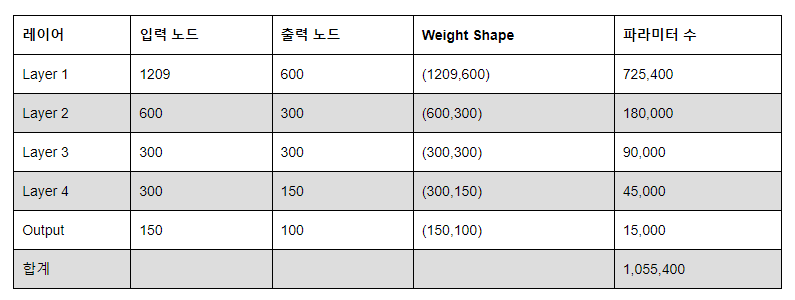 레이어 입력 노드 출력 노드 Weight Shape 파라미터 수
Layer 1 1209 600 (1209,600) 725,400
Layer 2 600 300 (600,300) 180,000
Layer 3 300 300 (300,300) 90,000
Layer 4 300 150 (300,150) 45,000
Output 150 100 (150,100) 15,000
합계 1,055,400